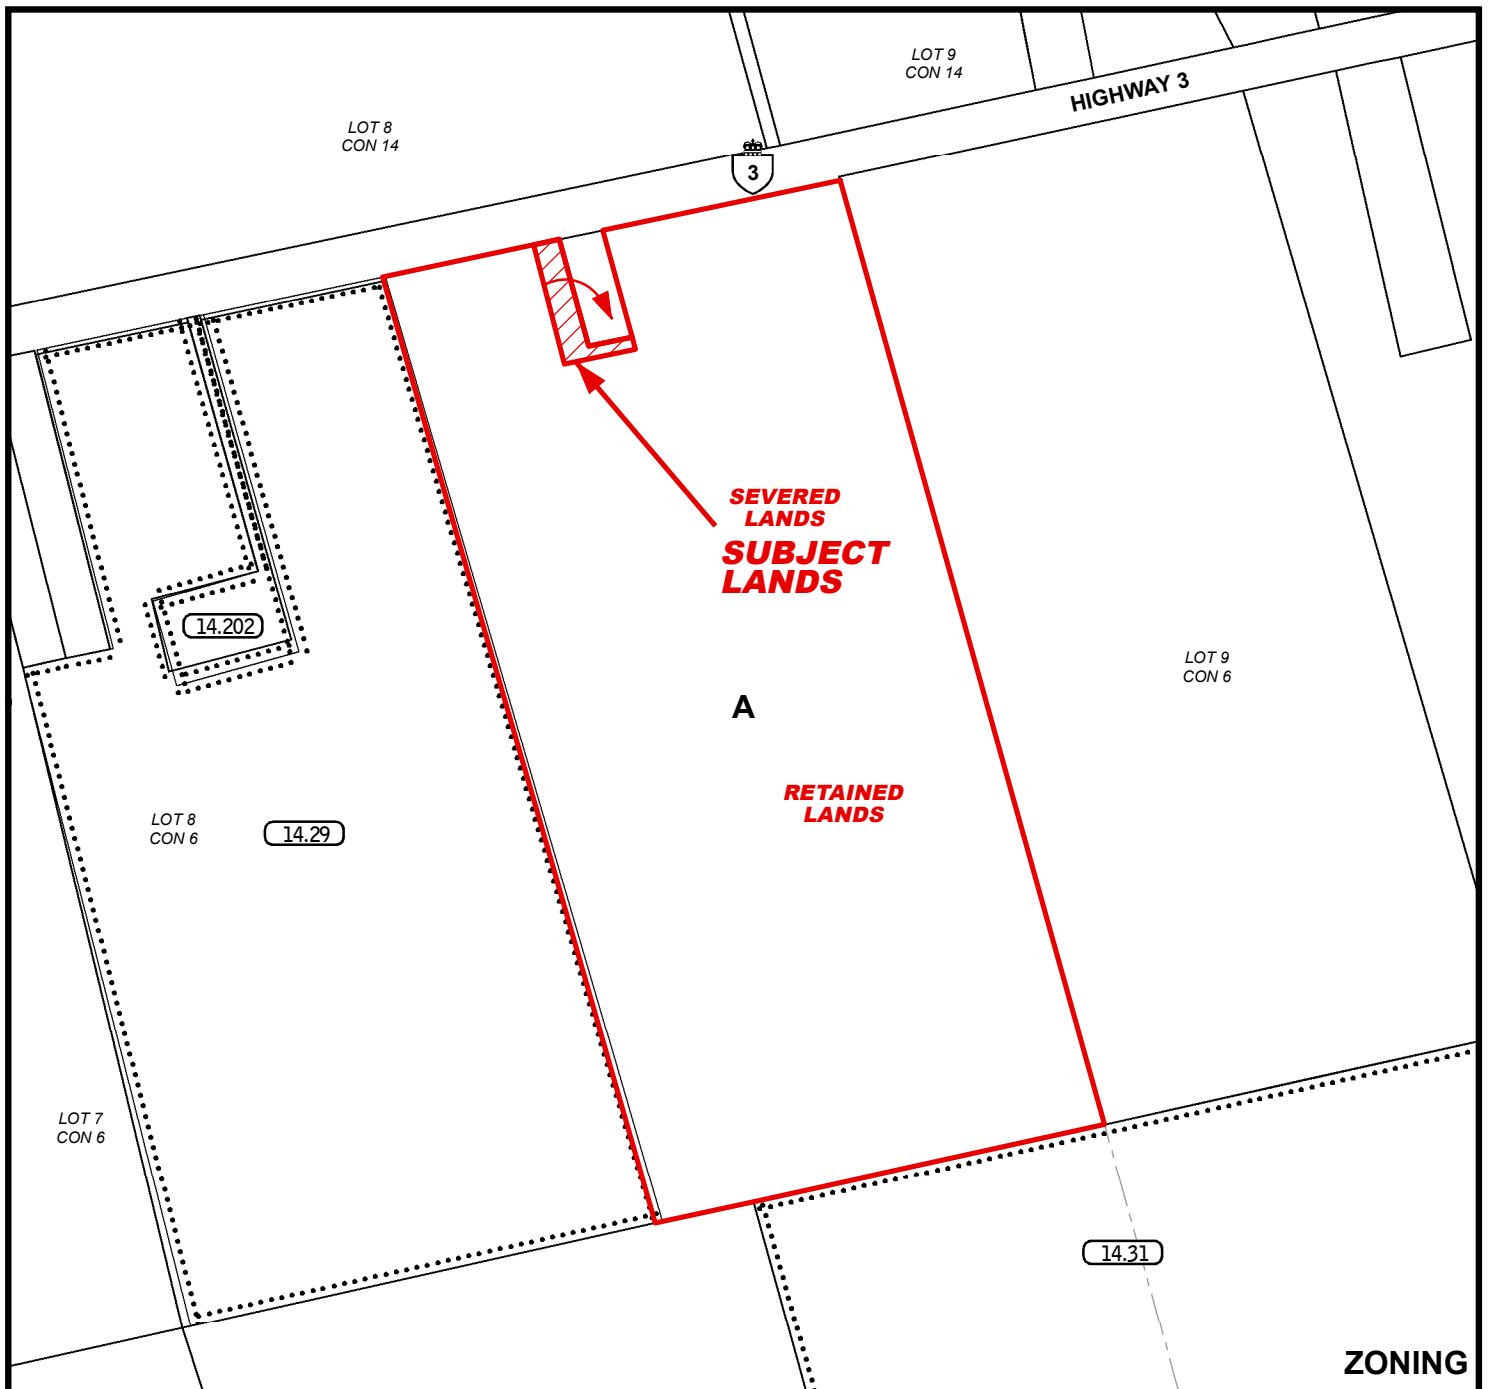 LOT 9
CON 14
HIGHWAY 3
LOT 8
CON 14
3
SEVERED
LANDS
SUBJECT
LANDS
14.202
LOT 9
CON 6
A
RETAINED
LANDS
LOT 8
CON 6
14.29
LOT 7
CON 6
14.31
ZONING